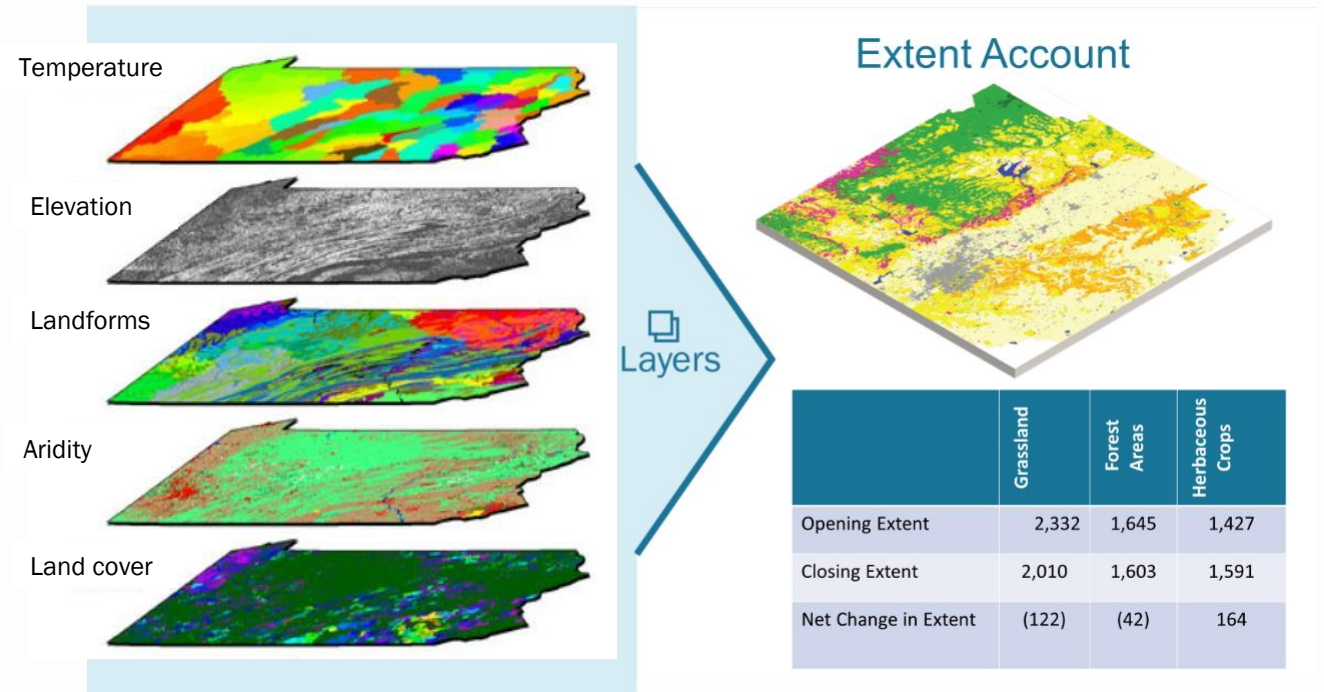 Temperature
Elevation
Landforms
Aridity
Land cover
Layers
Extent Account
Grassland
Forest
Areas
Herbaceous
Crops
Opening Extent 2,332 1,645 1,427
Closing Extent 2,010 1,603 1,591
Net Change in Extent (122) (42) 164